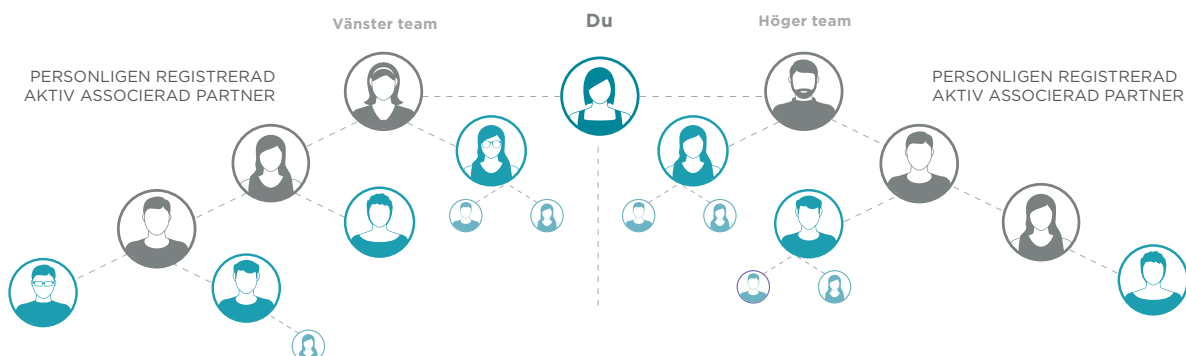 Vänster team
Du
Höger team
PERSONLIGEN REGISTRERAD
AKTIV ASSOCIERAD PARTNER
PERSONLIGEN REGISTRERAD
AKTIV ASSOCIERAD PARTNER